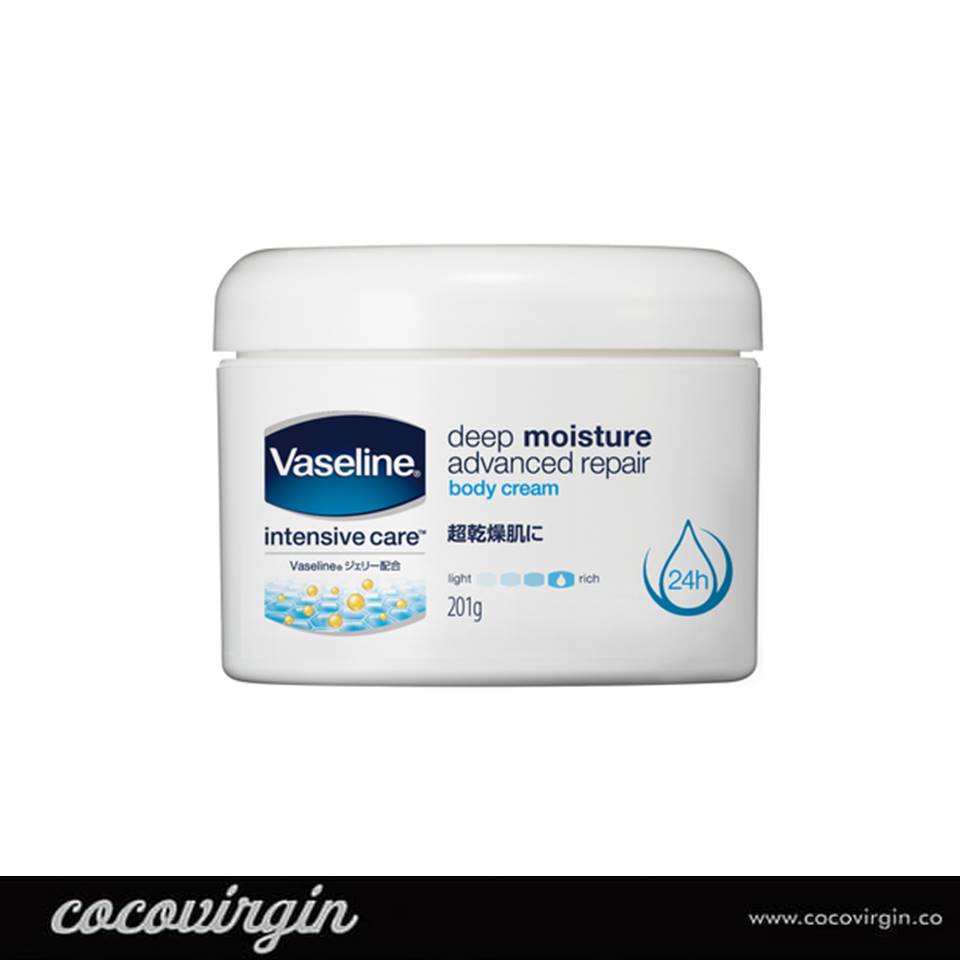 Vaseline®
intensive care™
Vaseline® ジェリー配合
deep moisture
advanced repair
body cream
超乾燥肌に
light rich
201g
24h
cocovirgin
www.cocovirgin.co